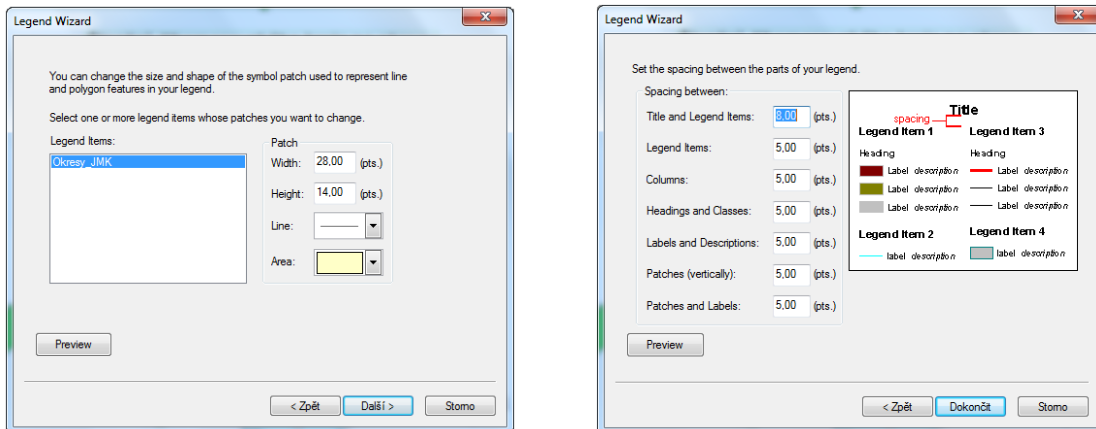 Legend Wizard
You can change the size and shape of the symbol patch used to represent line
and polygon features in your legend.
Select one or more legend items whose patches you want to change.
Legend Items:
Okresy_JMK
Patch
Width: 28,00 (pts.)
Height: 14,00 (pts.)
Line:
Area:
Preview
< Zpět Další > Storno
Legend Wizard
Set the spacing between the parts of your legend.
Spacing between:
Title and Legend Items: 8,00 (pts.)
Legend Items: 5,00 (pts.)
Columns: 5,00 (pts.)
Headings and Classes: 5,00 (pts.)
Labels and Descriptions: 5,00 (pts.)
Patches (vertically): 5,00 (pts.)
Patches and Labels: 5,00 (pts.)
Title
spacing
Legend Item 1 Legend Item 3
Heading Heading
Label description Label description
Label description Label description
Label description Label description
Legend Item 2 Legend Item 4
label description label description
Preview
< Zpět Dokončit Storno